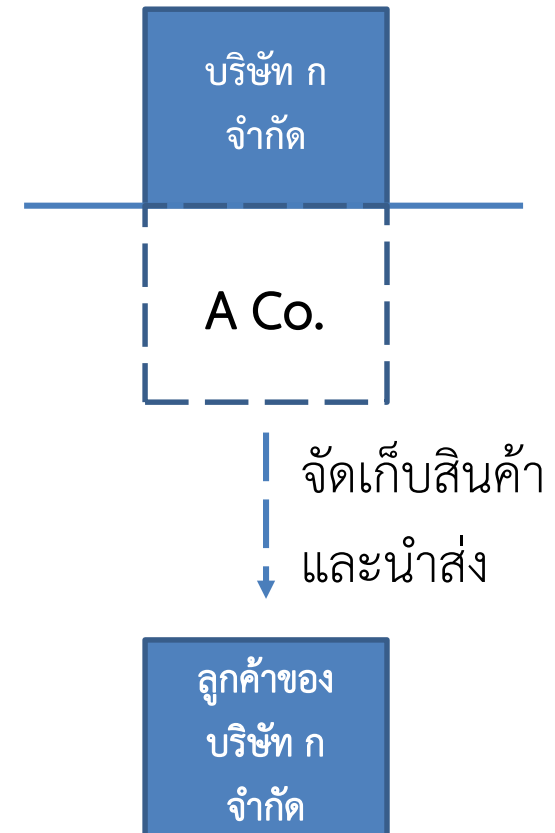 บริษัท ก
จำกัด
A Co.
จัดเก็บสินค้า
และนำส่ง
ลูกค้าของ
บริษัท ก
จำกัด